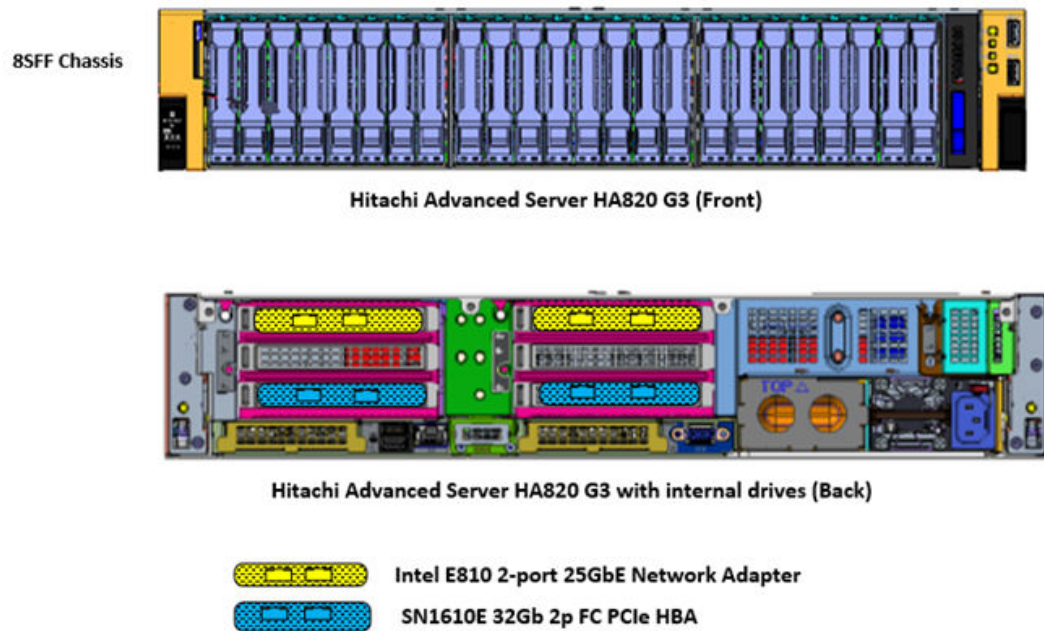 8SFF Chassis
Hitachi Advanced Server HA820 G3 (Front)
TOP
Hitachi Advanced Server HA820 G3 with internal drives (Back)
Intel E810 2-port 25GbE Network Adapter
SN1610E 32Gb 2p FC PCIe HBA